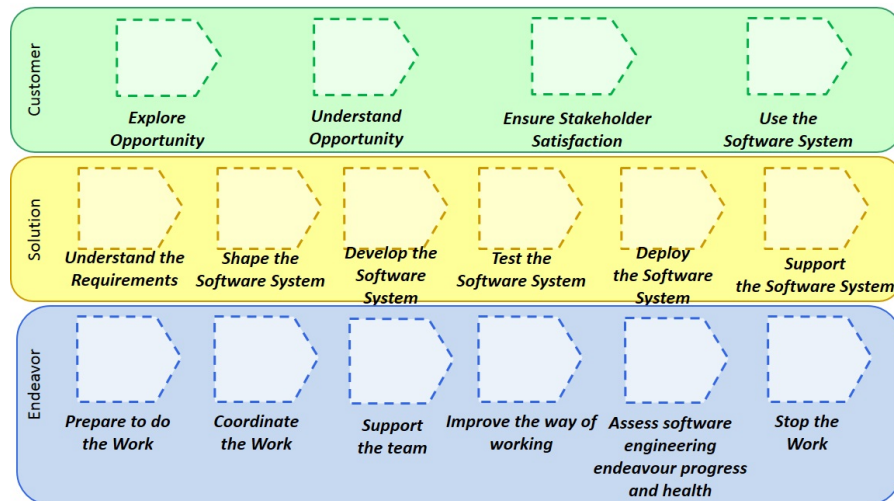 Customer
Explore
Opportunity
Understand
Opportunity
Ensure Stakeholder
Satisfaction
Use the
Software System
Solution
Understand the
Requirements
Shape the
Software System
Develop the
Software
System
Test the
Software System
Deploy
the Software
System
Support
the Software System
Endeavor
Prepare to do
the Work
Coordinate
the Work
Support
the team
Improve the way of
working
Assess software
engineering
endeavour progress
and health
Stop the
Work